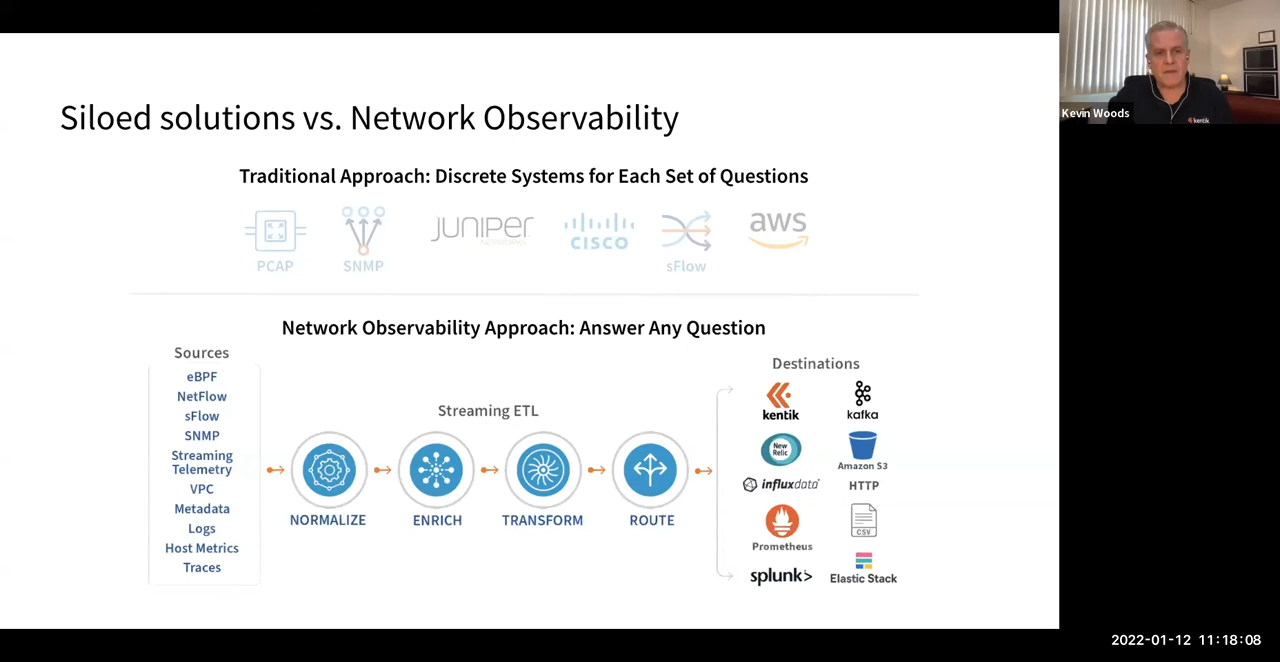 Siloed solutions vs. Network Observability
Traditional Approach: Discrete Systems for Each Set of Questions
PCAP
SNMP
JUNIPER
NETWORKS
CISCO
sFlow
aws
Network Observability Approach: Answer Any Question
Sources
eBPF
NetFlow
sFlow
SNMP
Streaming
Telemetry
VPC
Metadata
Logs
Host Metrics
Traces
Streaming ETL
NORMALIZE
ENRICH
TRANSFORM
ROUTE
Destinations
kentik
kafka
New
Relic
Amazon S3
influxdata
HTTP
Prometheus
CSV
splunk>
Elastic Stack
Kevin Woods
kentik
2022-01-12 11:18:08